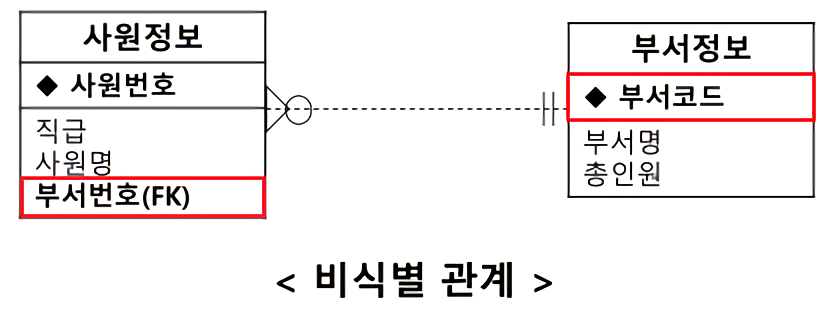 사원정보
◆ 사원번호
직급
사원명
부서번호(FK)
부서정보
◆ 부서코드
부서명
총인원
< 비식별 관계 >